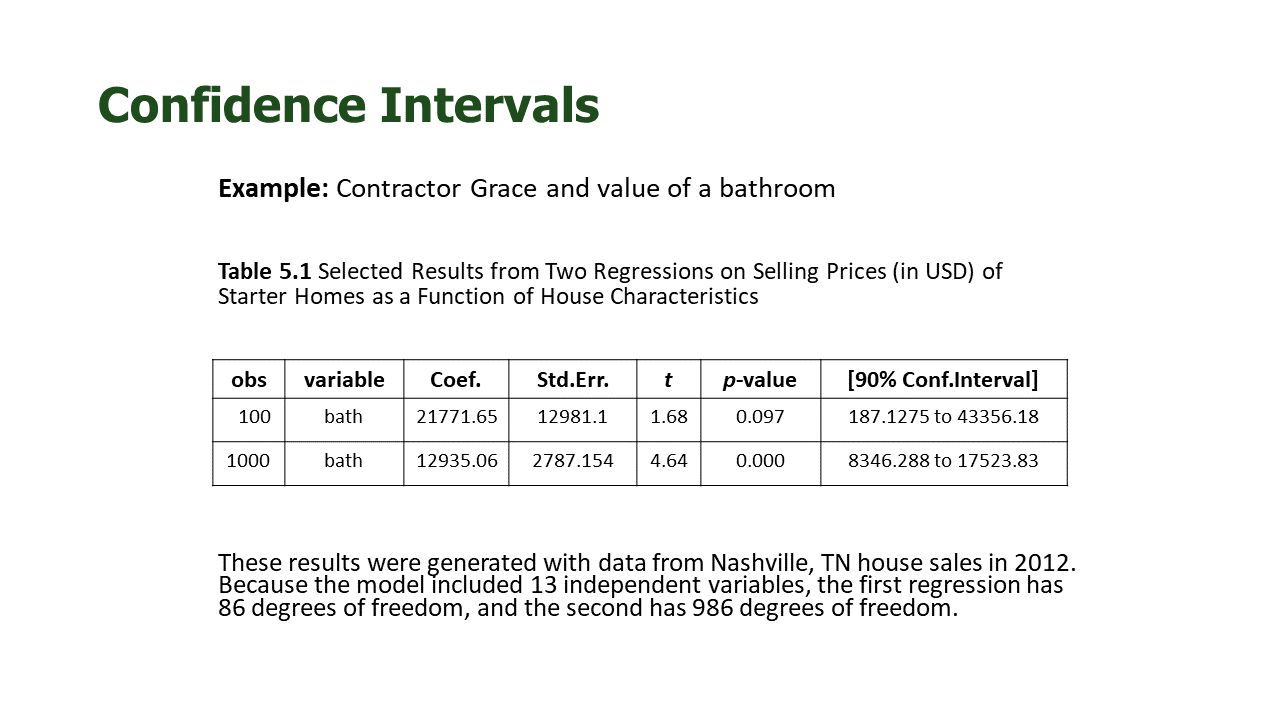 Confidence Intervals
Example: Contractor Grace and value of a bathroom
Table 5.1 Selected Results from Two Regressions on Selling Prices (in USD) of
Starter Homes as a Function of House Characteristics
obs variable Coef. Std.Err. t p-value [90% Conf.Interval]
100 bath 21771.65 12981.1 1.68 0.097 187.1275 to 43356.18
1000 bath 12935.06 2787.154 4.64 0.000 8346.288 to 17523.83
These results were generated with data from Nashville, TN house sales in 2012.
Because the model included 13 independent variables, the first regression has
86 degrees of freedom, and the second has 986 degrees of freedom.